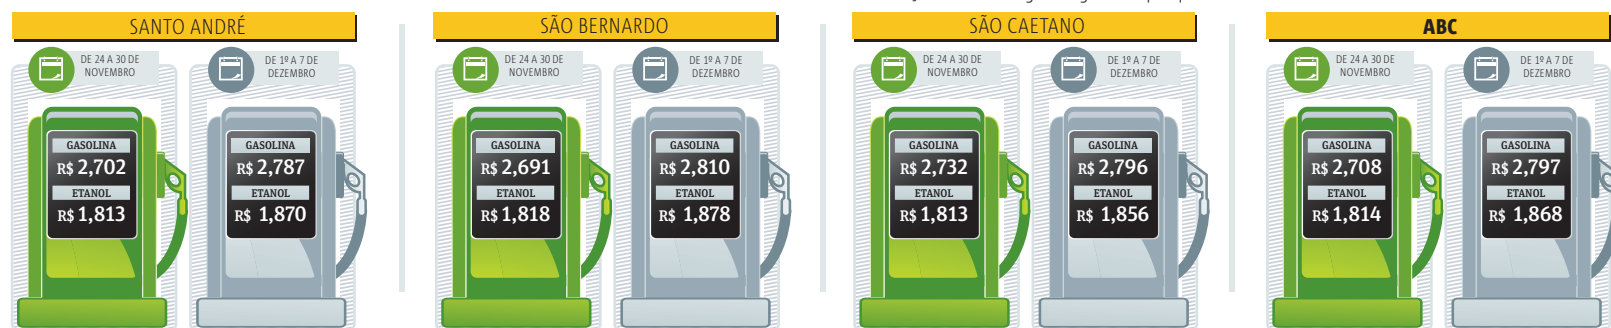 SANTO ANDRÉ
DE 24 A 30 DE
NOVEMBRO
DE 1º A 7 DE
DEZEMBRO
GASOLINA
R$ 2,702
ETANOL
R$ 1,813
GASOLINA
R$ 2,787
ETANOL
R$ 1,870
SÃO BERNARDO
DE 24 A 30 DE
NOVEMBRO
DE 1º A 7 DE
DEZEMBRO
GASOLINA
R$ 2,691
ETANOL
R$ 1,818
GASOLINA
R$ 2,810
ETANOL
R$ 1,878
SÃO CAETANO
DE 24 A 30 DE
NOVEMBRO
DE 1º A 7 DE
DEZEMBRO
GASOLINA
R$ 2,732
ETANOL
R$ 1,813
GASOLINA
R$ 2,796
ETANOL
R$ 1,856
ABC
DE 24 A 30 DE
NOVEMBRO
DE 1º A 7 DE
DEZEMBRO
GASOLINA
R$ 2,708
ETANOL
R$ 1,814
GASOLINA
R$ 2,797
ETANOL
R$ 1,868